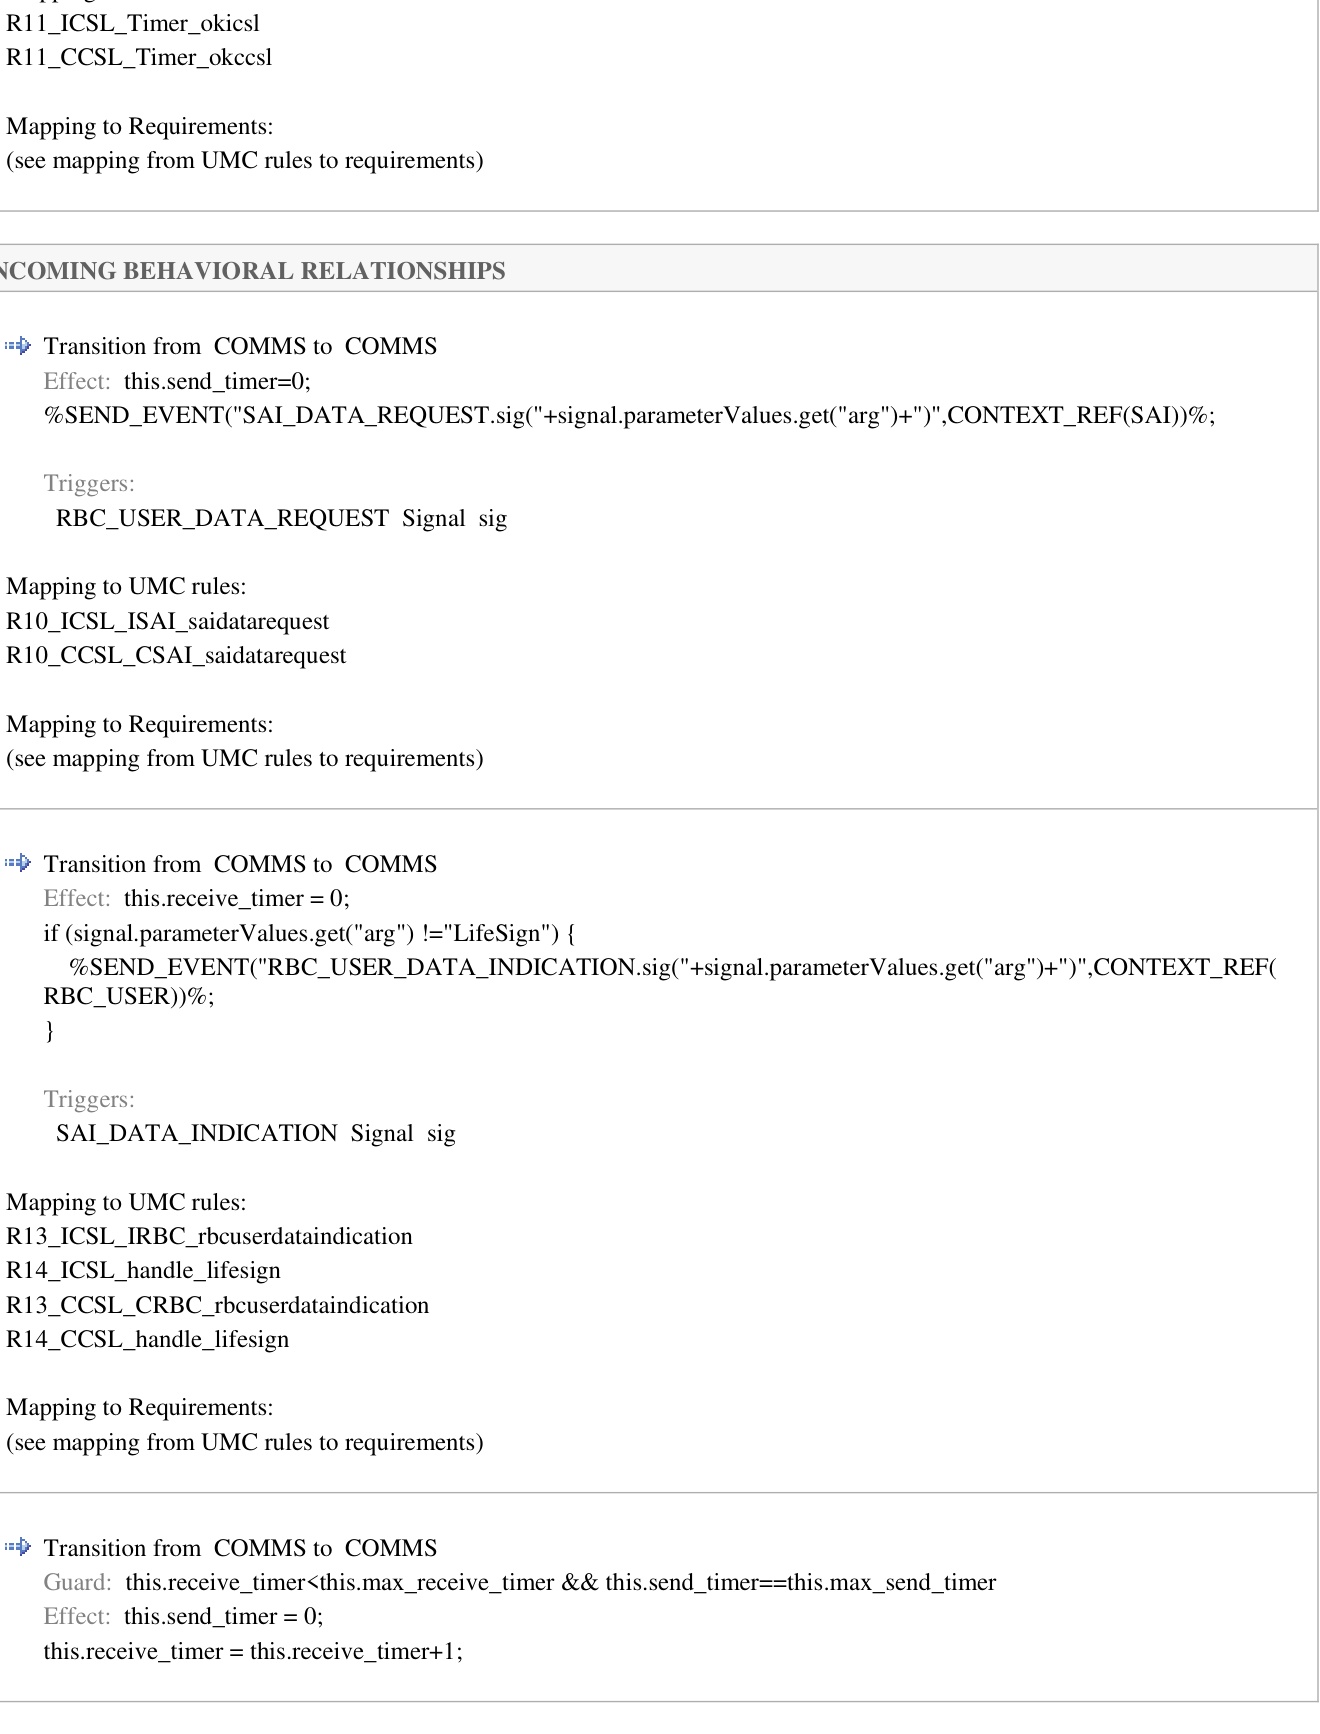 R11_ICSL_Timer_okicsl
R11_CCSL_Timer_okccsl
Mapping to Requirements:
(see mapping from UMC rules to requirements)
NCOMING BEHAVIORAL RELATIONSHIPS
Transition from  COMMS to  COMMS
Effect:  this.send_timer=0;
%SEND_EVENT("SAI_DATA_REQUEST.sig("+signal.parameterValues.get("arg")+")",CONTEXT_REF(SAI))%;
Triggers:
RBC_USER_DATA_REQUEST  Signal  sig
Mapping to UMC rules:
R10_ICSL_ISAI_saidatarequest
R10_CCSL_CSAI_saidatarequest
Mapping to Requirements:
(see mapping from UMC rules to requirements)
Transition from  COMMS to  COMMS
Effect:  this.receive_timer = 0;
if (signal.parameterValues.get("arg") !="LifeSign") {
%SEND_EVENT("RBC_USER_DATA_INDICATION.sig("+signal.parameterValues.get("arg")+")",CONTEXT_REF(
RBC_USER))%;
}
Triggers:
SAI_DATA_INDICATION  Signal  sig
Mapping to UMC rules:
R13_ICSL_IRBC_rbcuserdataindication
R14_ICSL_handle_lifesign
R13_CCSL_CRBC_rbcuserdataindication
R14_CCSL_handle_lifesign
Mapping to Requirements:
(see mapping from UMC rules to requirements)
Transition from  COMMS to  COMMS
Guard:  this.receive_timer<this.max_receive_timer && this.send_timer==this.max_send_timer
Effect:  this.send_timer = 0;
this.receive_timer = this.receive_timer+1;